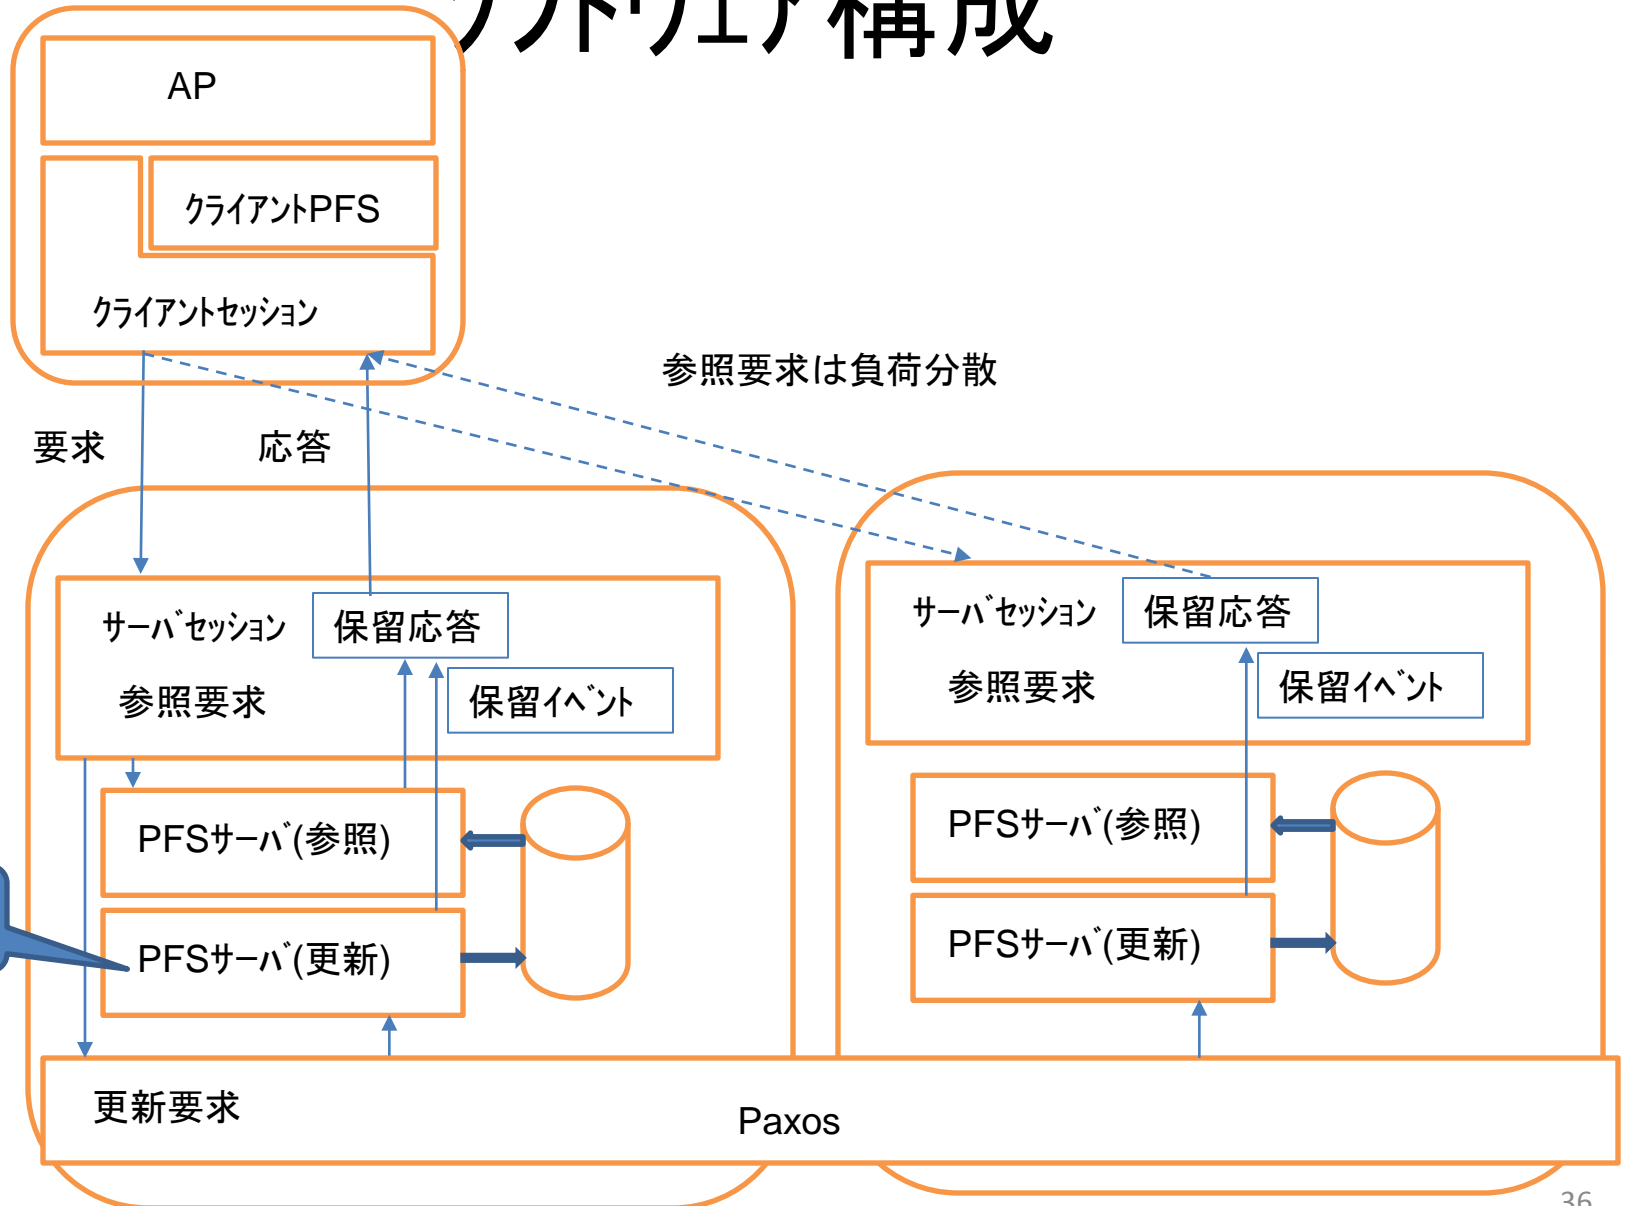 ソフトウェア構成
AP
クライアントPFS
クライアントセッション
参照要求は負荷分散
要求
応答
サーバセッション
保留応答
参照要求
保留イベント
PFSサーバ(参照)
PFSサーバ(更新)
サーバセッション
保留応答
参照要求
保留イベント
PFSサーバ(参照)
PFSサーバ(更新)
更新要求
Paxos
36